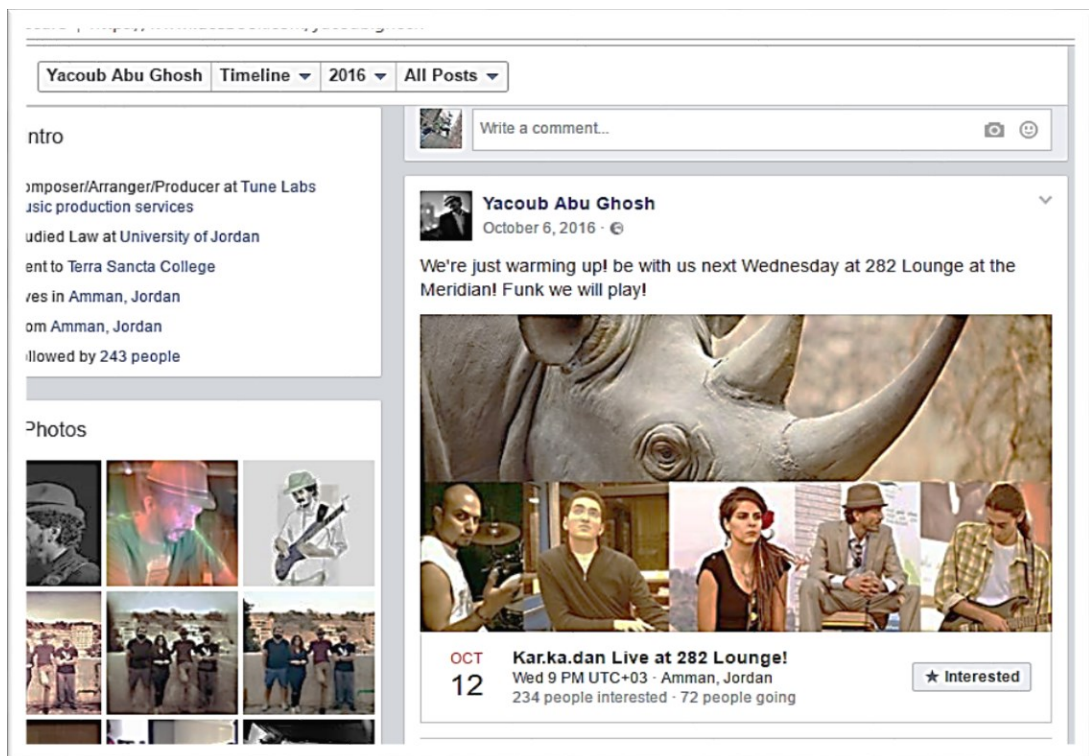 Yacoub Abu Ghosh Timeline 2016 All Posts
ntro
omposer/Arranger/Producer at Tune Labs
usic production services
udied Law at University of Jordan
ent to Terra Sancta College
ves in Amman, Jordan
om Amman, Jordan
ollowed by 243 people
Photos
Write a comment...
Yacoub Abu Ghosh
October 6, 2016 ·
We're just warming up! be with us next Wednesday at 282 Lounge at the
Meridian! Funk we will play!
OCT
12
Kar.ka.dan Live at 282 Lounge!
Wed 9 PM UTC+03 · Amman, Jordan
234 people interested · 72 people going
★ Interested